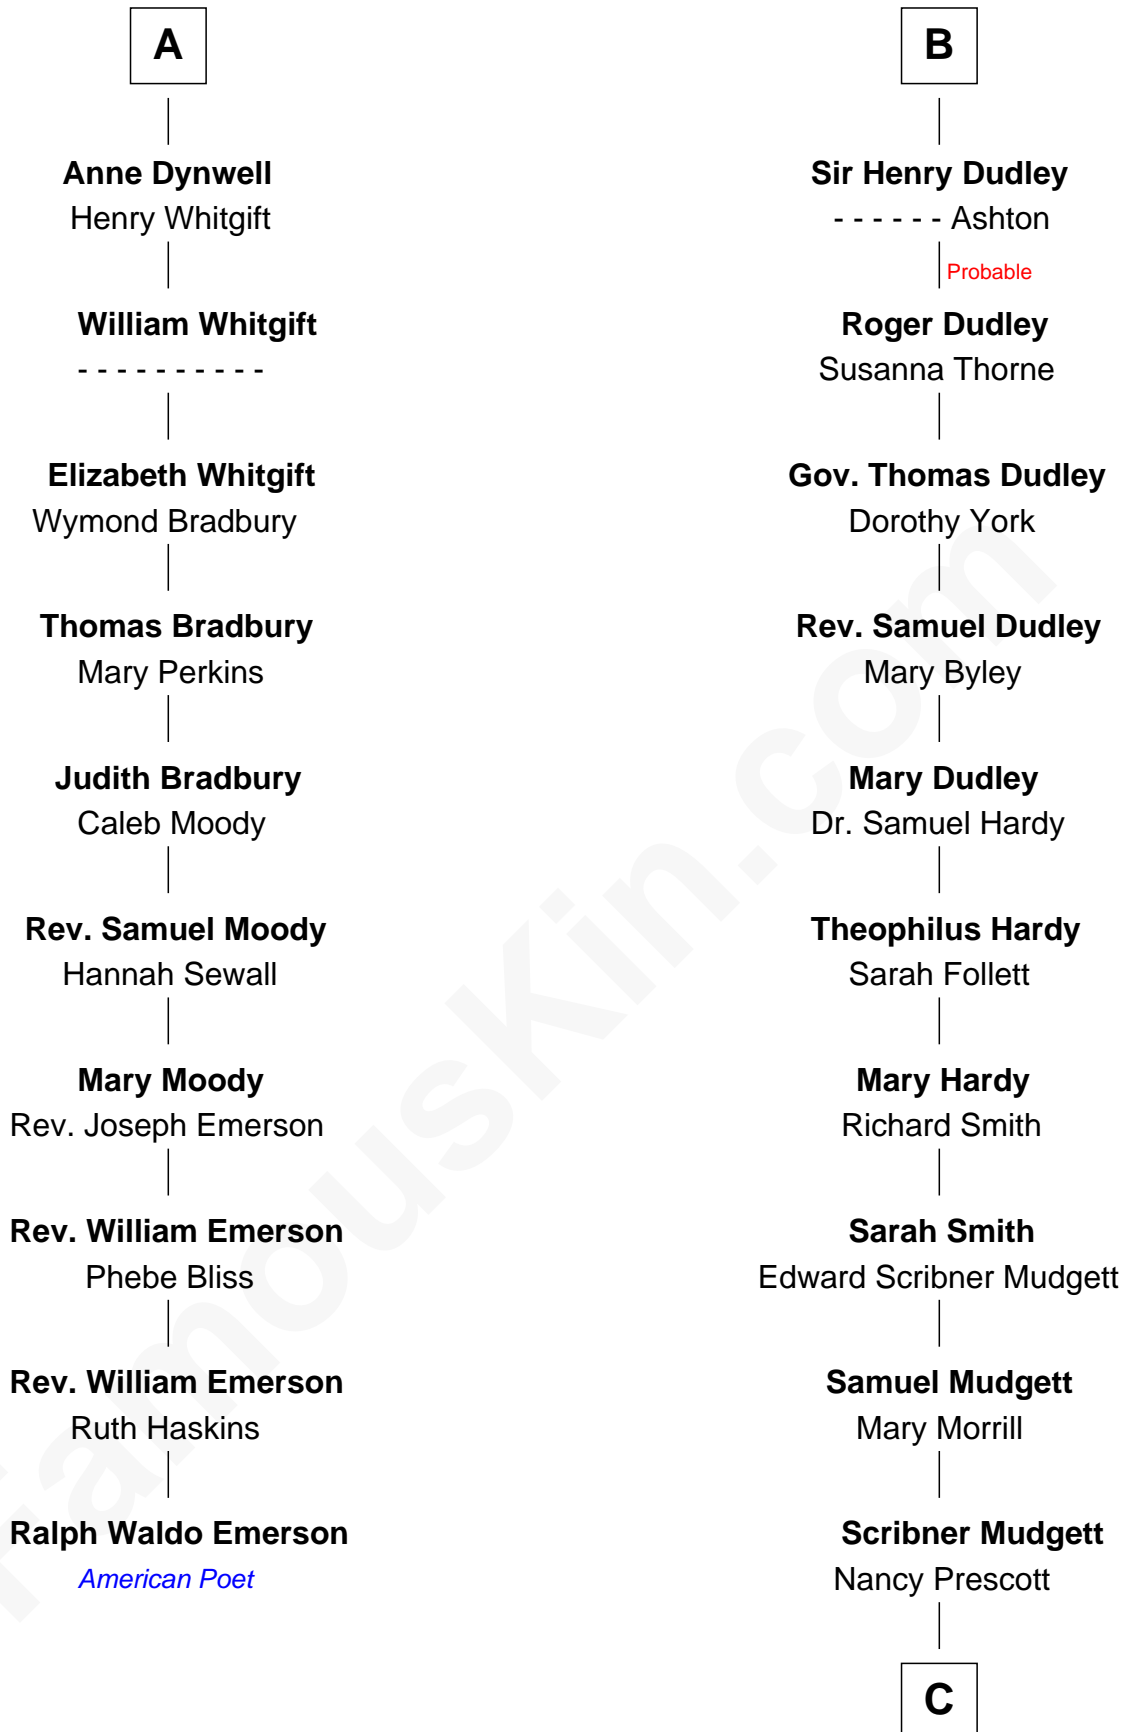 A
Anne Dynwell
Henry Whitgift
William Whitgift
- - - - - - - - - -
Elizabeth Whitgift
Wymond Bradbury
Thomas Bradbury
Mary Perkins
Judith Bradbury
Caleb Moody
Rev. Samuel Moody
Hannah Sewall
Mary Moody
Rev. Joseph Emerson
Rev. William Emerson
Phebe Bliss
Rev. William Emerson
Ruth Haskins
Ralph Waldo Emerson
American Poet
B
Sir Henry Dudley
- - - - - - Ashton
Probable
Roger Dudley
Susanna Thorne
Gov. Thomas Dudley
Dorothy York
Rev. Samuel Dudley
Mary Byley
Mary Dudley
Dr. Samuel Hardy
Theophilus Hardy
Sarah Follett
Mary Hardy
Richard Smith
Sarah Smith
Edward Scribner Mudgett
Samuel Mudgett
Mary Morrill
Scribner Mudgett
Nancy Prescott
C
FamousKin.com